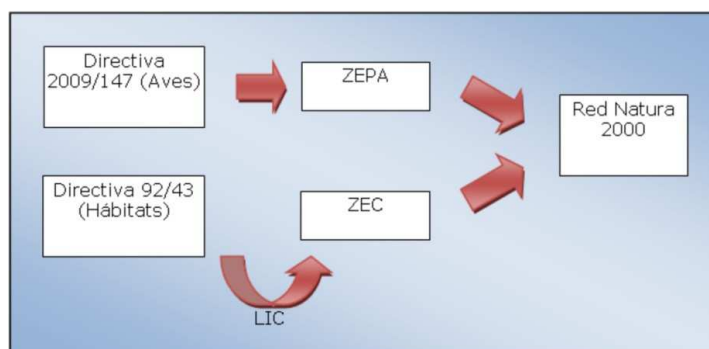 Directiva
2009/147 (Aves)
ZEPA
Red Natura
2000
Directiva 92/43
(Hábitats)
ZEC
LIC